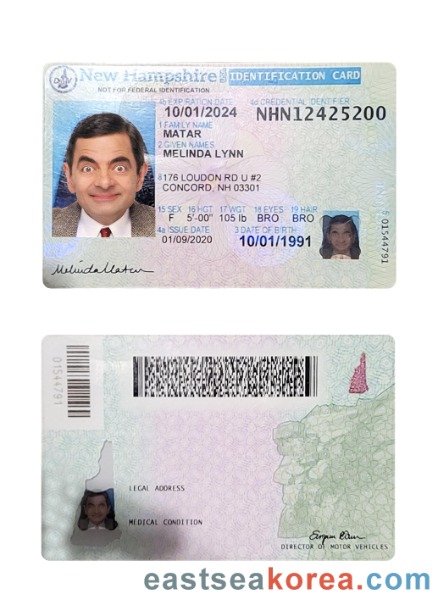 New Hampshire USA IDENTIFICATION CARD
NOT FOR FEDERAL IDENTIFICATION
4b EXPIRATION DATE 4d CREDENTIAL IDENTIFIER
10/01/2024 NHN12425200
1 FAMILY NAME
MATAR
2 GIVEN NAMES
MELINDA LYNN
8 176 LOUDON RD U #2
CONCORD, NH 03301
15 SEX 16 HGT 17 WGT 18 EYES 19 HAIR
F 5'-00" 105 lb BRO BRO
4a ISSUE DATE 3 DATE OF BIRTH
01/09/2020 10/01/1991
01544791
Melinda Matar
01544791
LEGAL ADDRESS
MEDICAL CONDITION
DIRECTOR OF MOTOR VEHICLES
eastseakorea.com